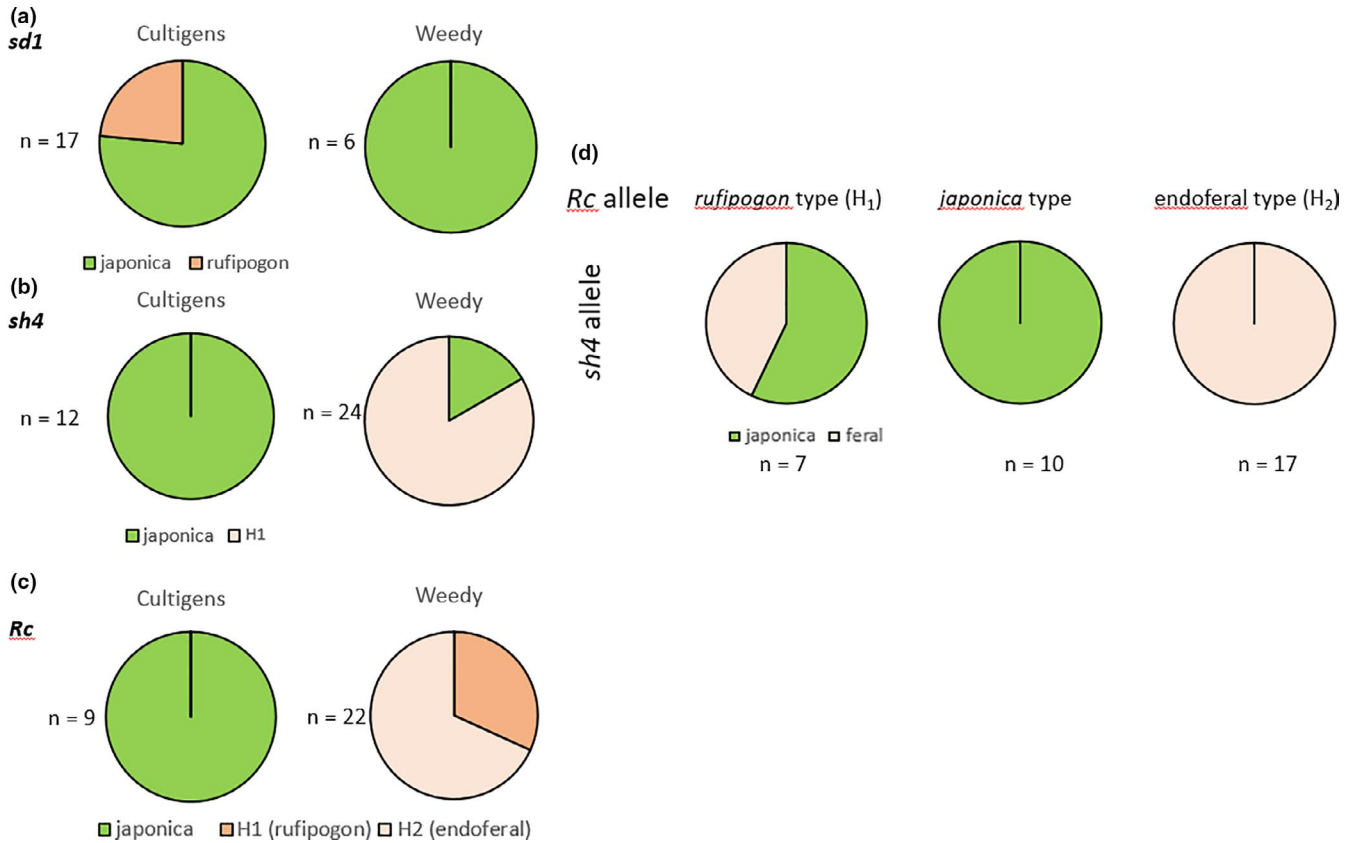 (a)
sd1
Cultigens Weedy
n = 17 n = 6
japonica rufipogon
(b)
sh4
Cultigens Weedy
n = 12 n = 24
japonica H1
(c)
Rc
Cultigens Weedy
n = 9 n = 22
japonica H1 (rufipogon) H2 (endoferal)
(d)
Rc allele rufipogon type (H1) japonica type endoferal type (H2)
sh4 allele
japonica feral
n = 7 n = 10 n = 17